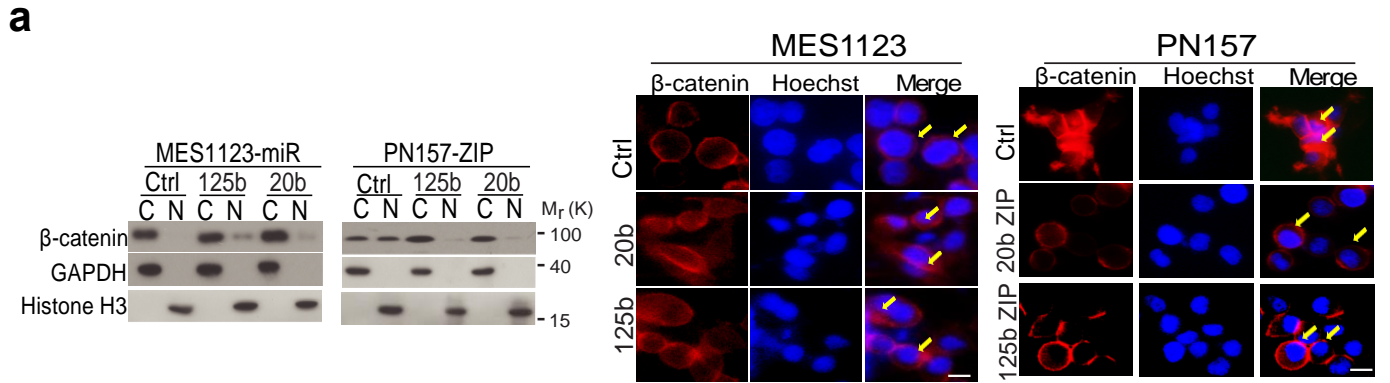 a
MES1123-miR
Ctrl 125b 20b
C N C N C N
β-catenin
GAPDH
Histone H3
PN157-ZIP
Ctrl 125b 20b
C N C N C N
Mr (K)
100
40
15
MES1123
β-catenin Hoechst Merge
Ctrl
20b
125b
PN157
β-catenin Hoechst Merge
Ctrl
20b ZIP
125b ZIP